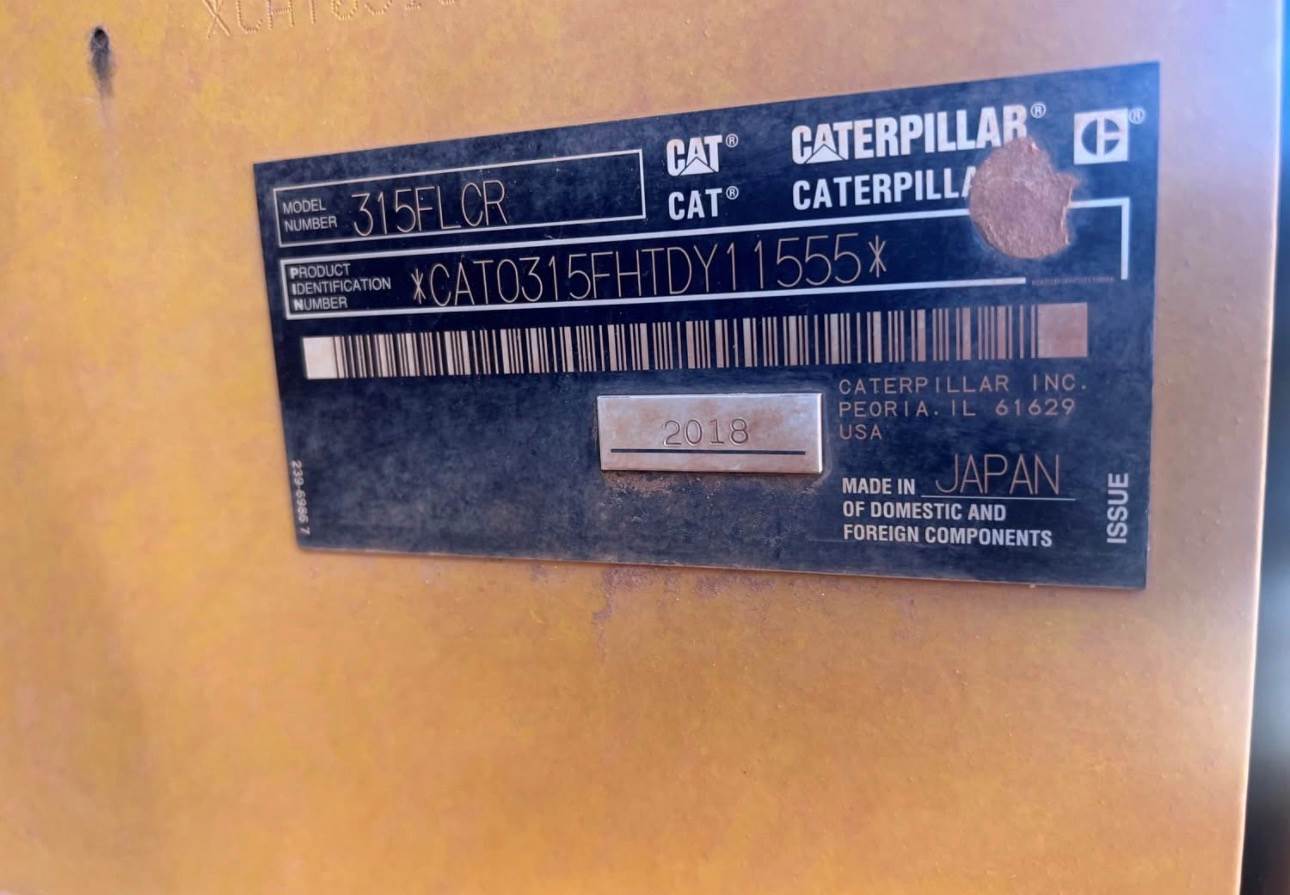 MODEL NUMBER 315FLCR
CAT® CATERPILLAR®
CAT®
PRODUCT IDENTIFICATION NUMBER *CAT0315FHTDY11555*
CATERPILLAR INC.
PEORIA. IL 61629
USA
2018
MADE IN JAPAN
OF DOMESTIC AND
FOREIGN COMPONENTS
ISSUE
239-6986 7